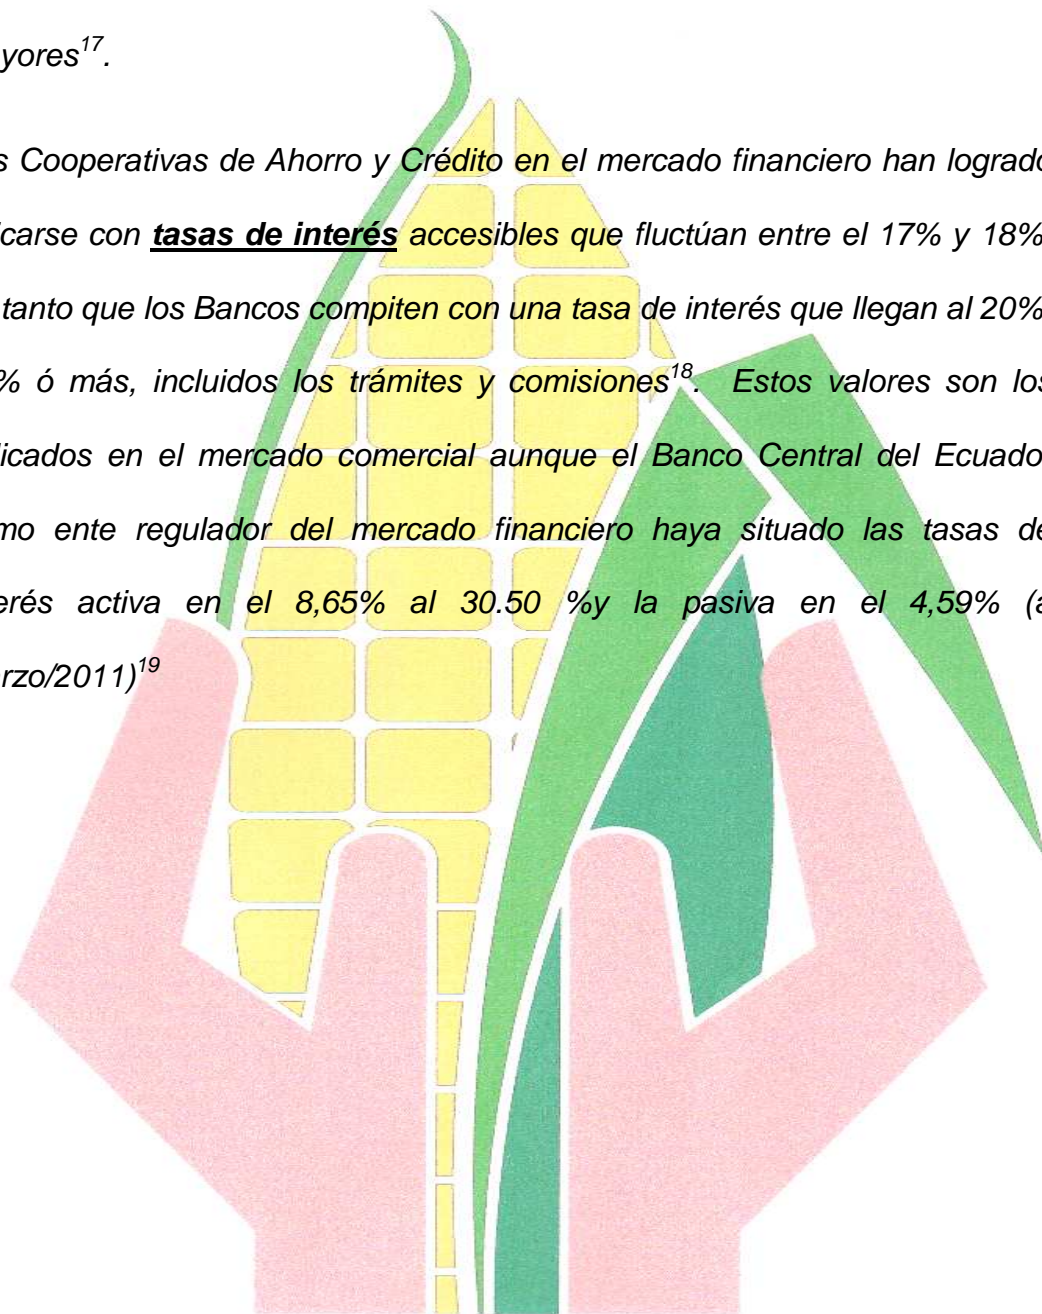 yores17.
s Cooperativas de Ahorro y Crédito en el mercado financiero han logrado
carse con tasas de interés accesibles que fluctúan entre el 17% y 18%
tanto que los Bancos compiten con una tasa de interés que llegan al 20%
% ó más, incluidos los trámites y comisiones18. Estos valores son los
licados en el mercado comercial aunque el Banco Central del Ecuador
mo ente regulador del mercado financiero haya situado las tasas de
erés activa en el 8,65% al 30.50 %y la pasiva en el 4,59% (a
rzo/2011)19